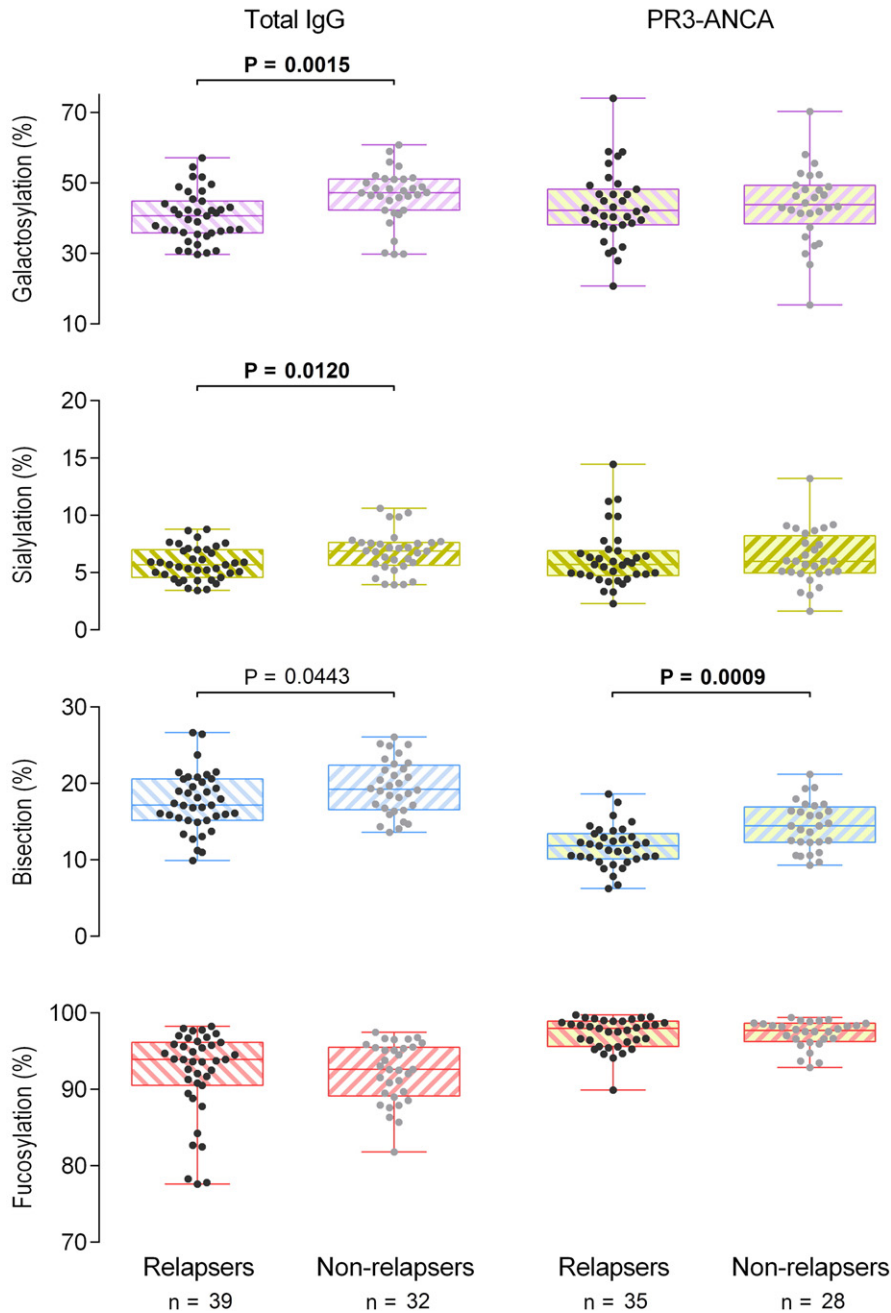 Total IgG PR3-ANCA
P = 0.0015
Galactosylation (%)
70
50
30
10
P = 0.0120
Sialylation (%)
20
15
10
5
0
P = 0.0443 P = 0.0009
Bisection (%)
30
20
10
0
Fucosylation (%)
100
90
80
70
Relapsers Non-relapsers Relapsers Non-relapsers
n = 39 n = 32 n = 35 n = 28